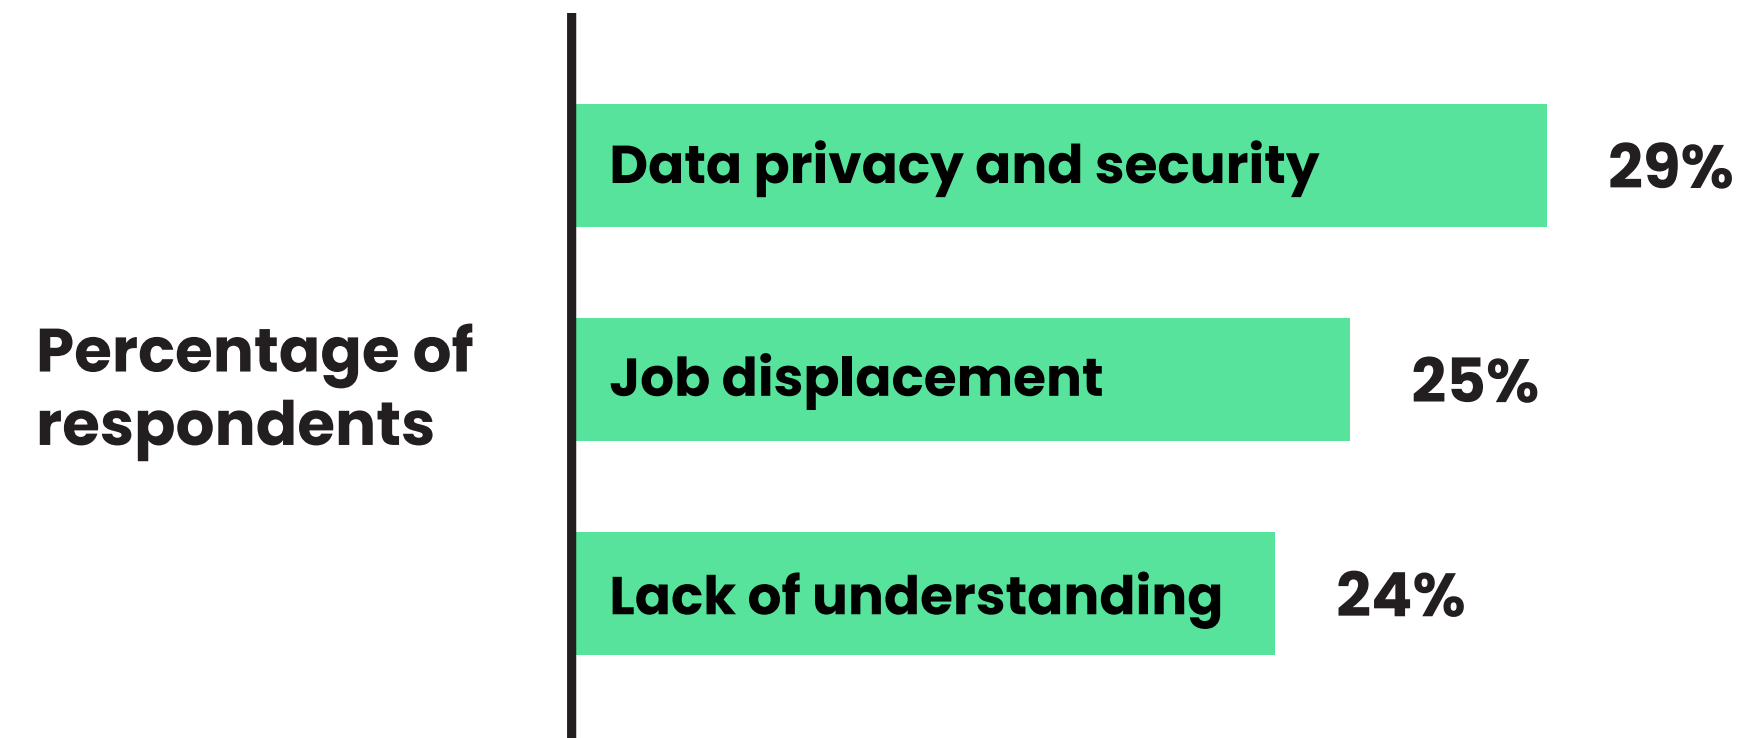 Percentage of
respondents
Data privacy and security
29%
Job displacement
25%
Lack of understanding
24%